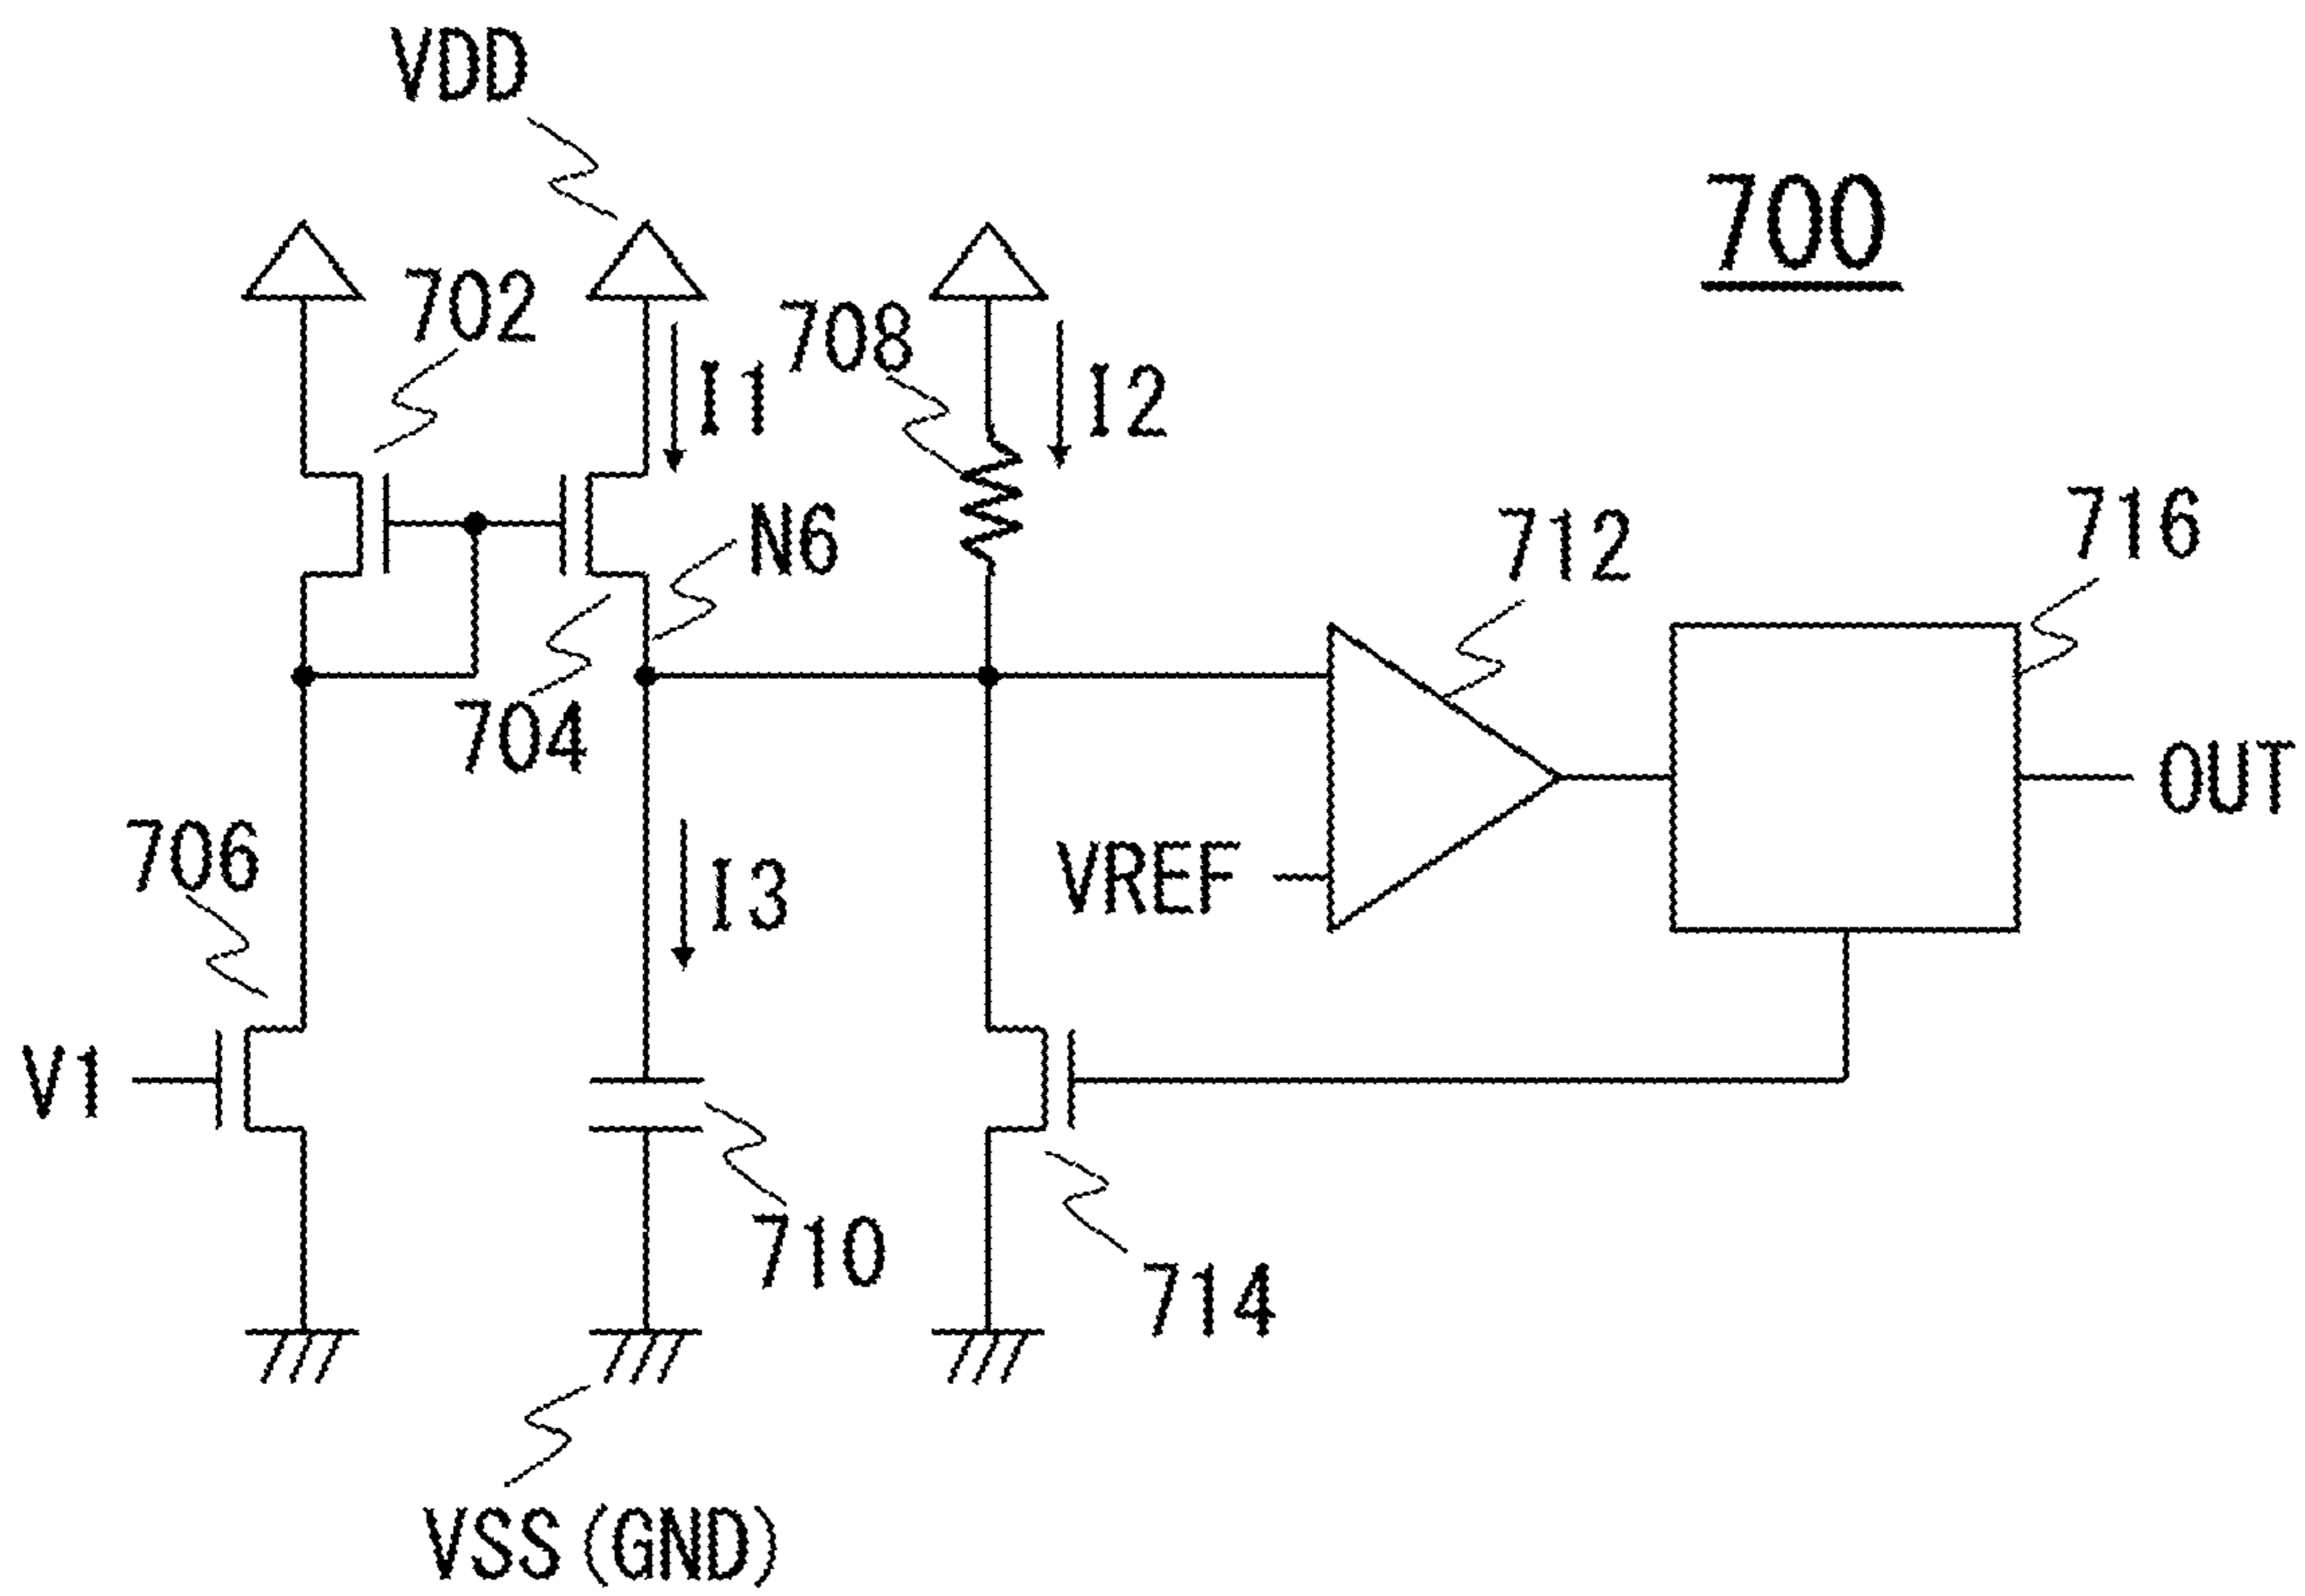 VDD
700
702
708
I1
I2
N6
712
716
704
OUT
706
VREF
I3
V1
710
714
VSS(GND)